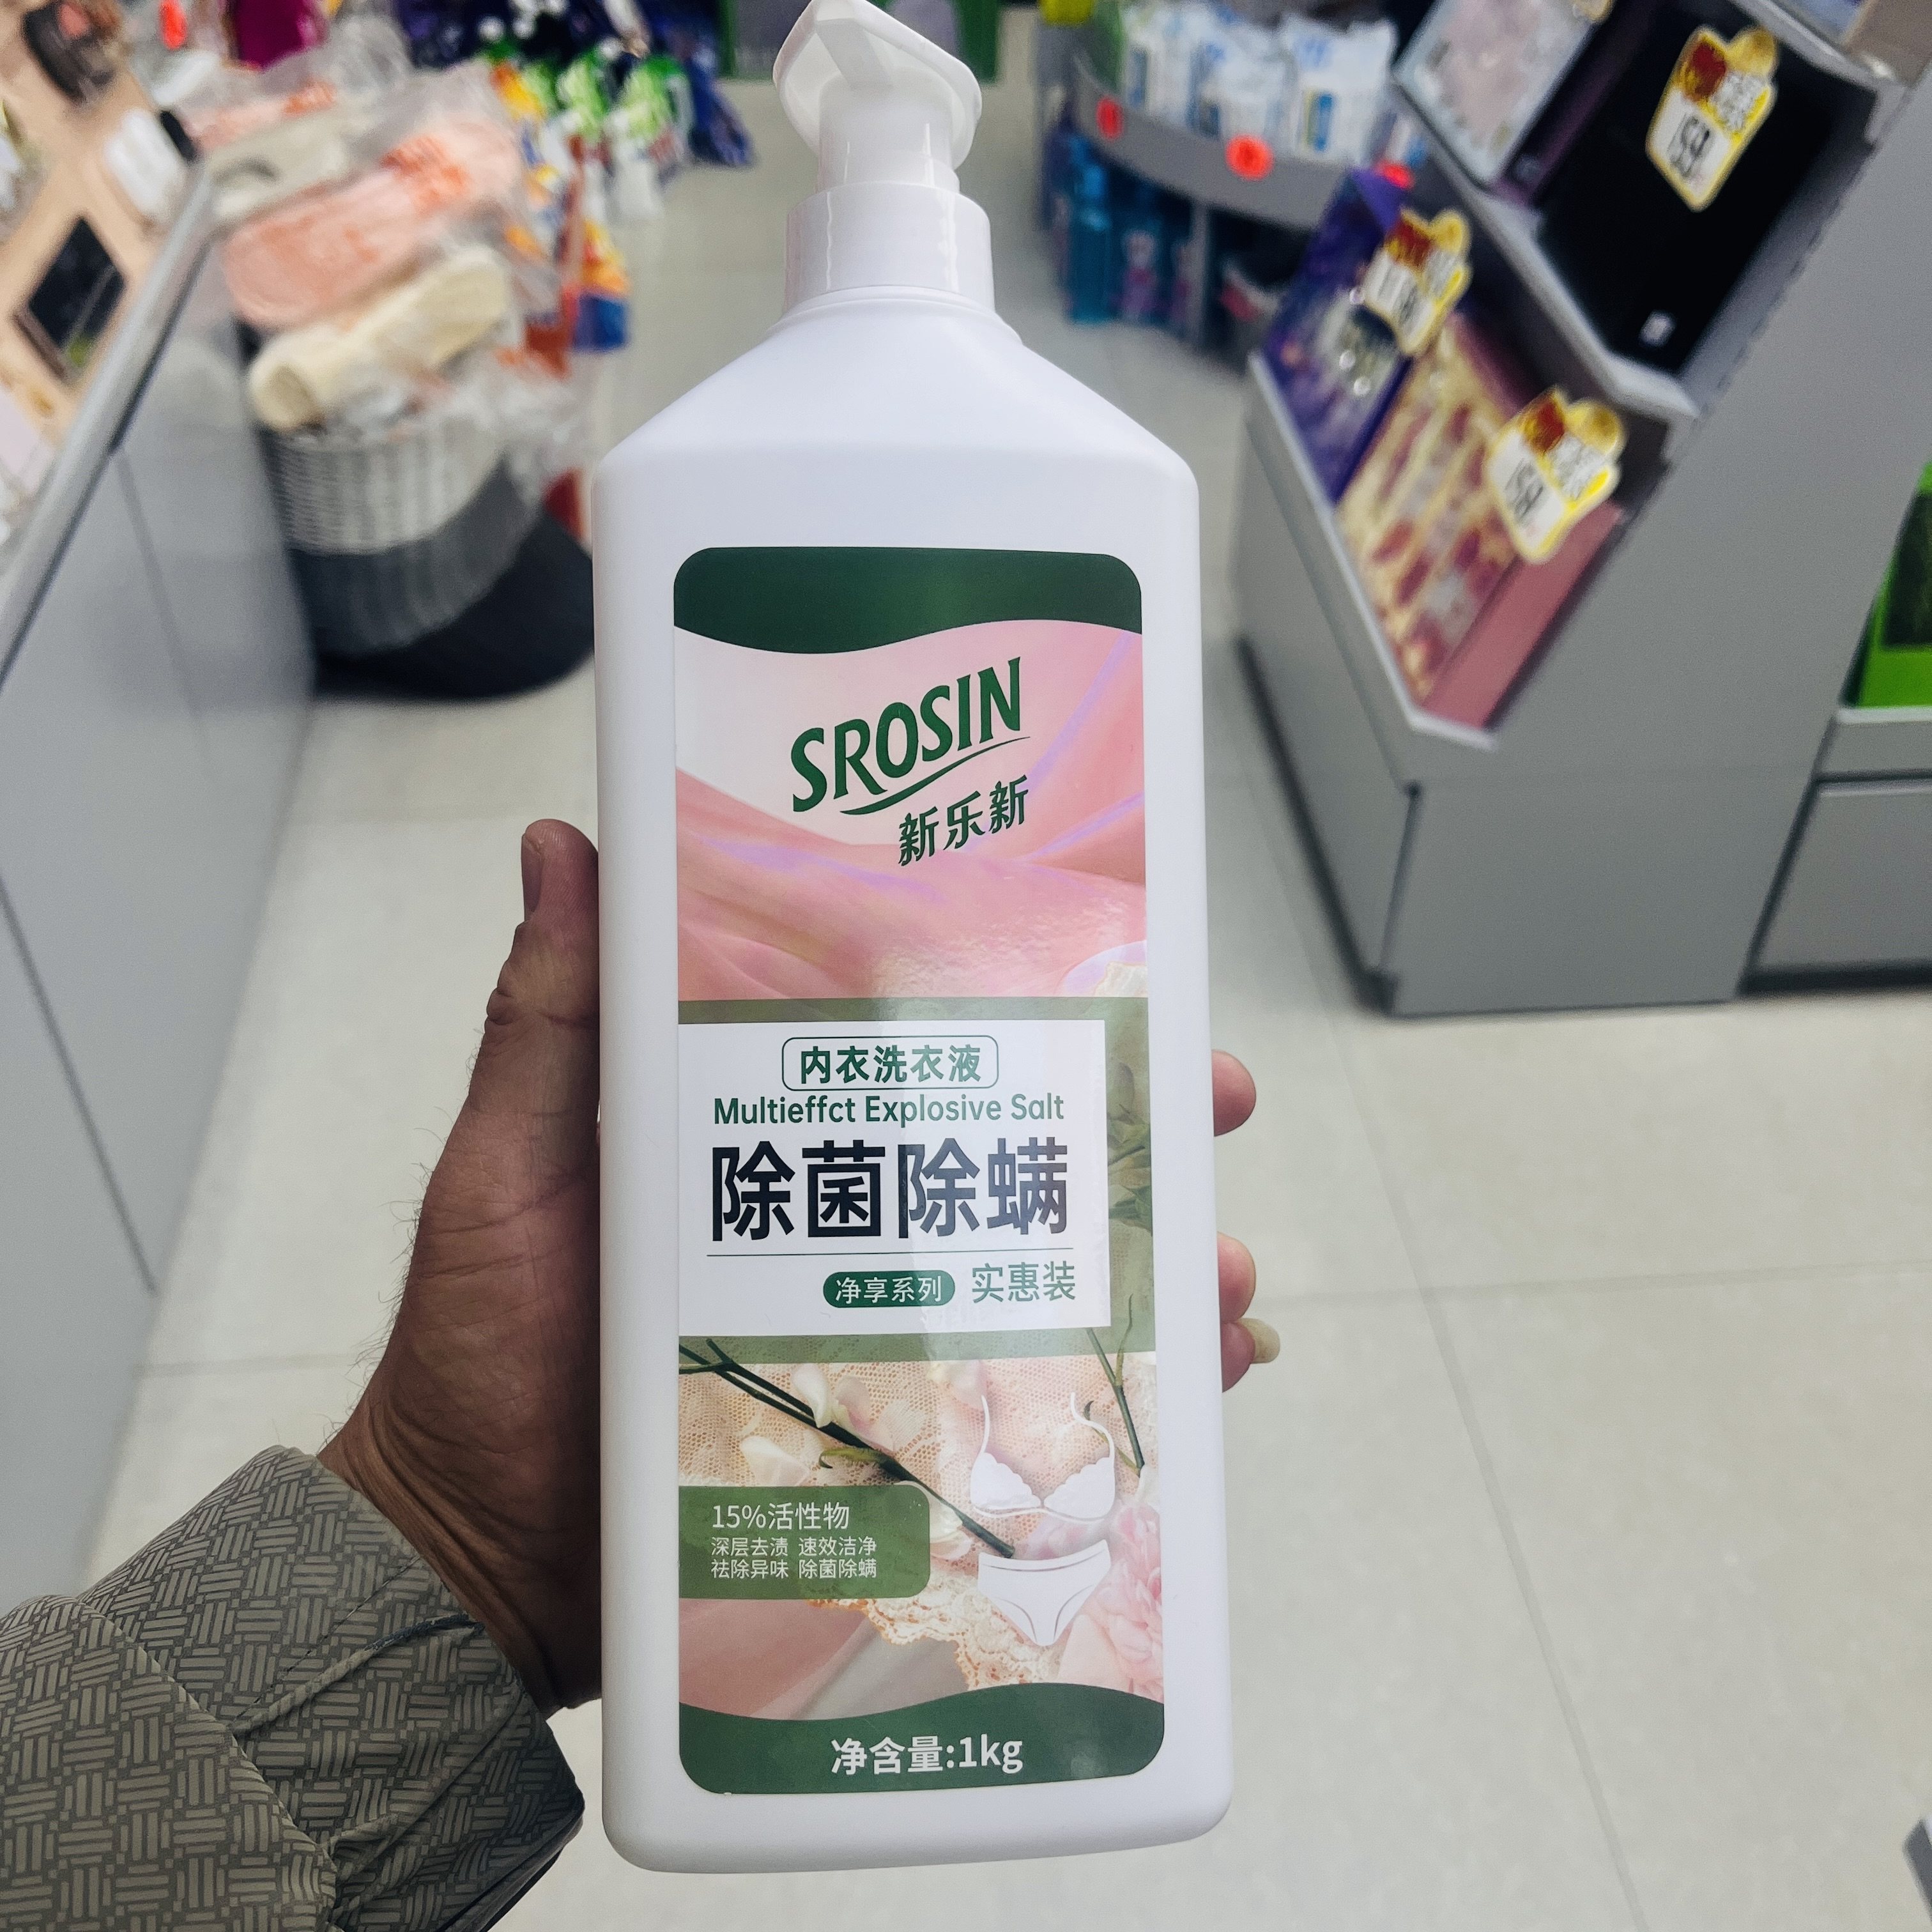 SROSIN
新乐新
内衣洗衣液
Multieffct Explosive Salt
除菌除螨
净享系列 实惠装
15%活性物
深层去渍 速效洁净
祛除异味 除菌除螨
净含量:1kg